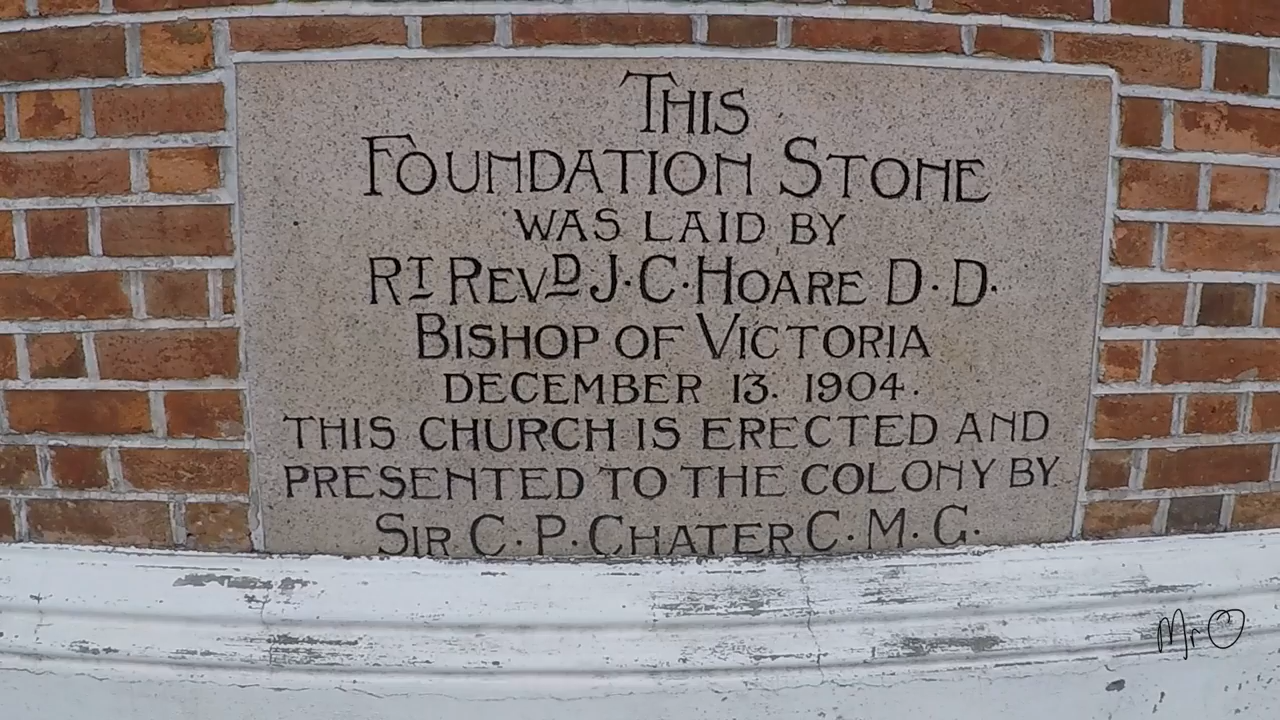 THIS
FOUNDATION STONE
WAS LAID BY
RT REVD J·C·HOARE D·D·
BISHOP OF VICTORIA
DECEMBER 13. 1904.
THIS CHURCH IS ERECTED AND
PRESENTED TO THE COLONY BY
SIR C·P·CHATER C·M·G·
MrO